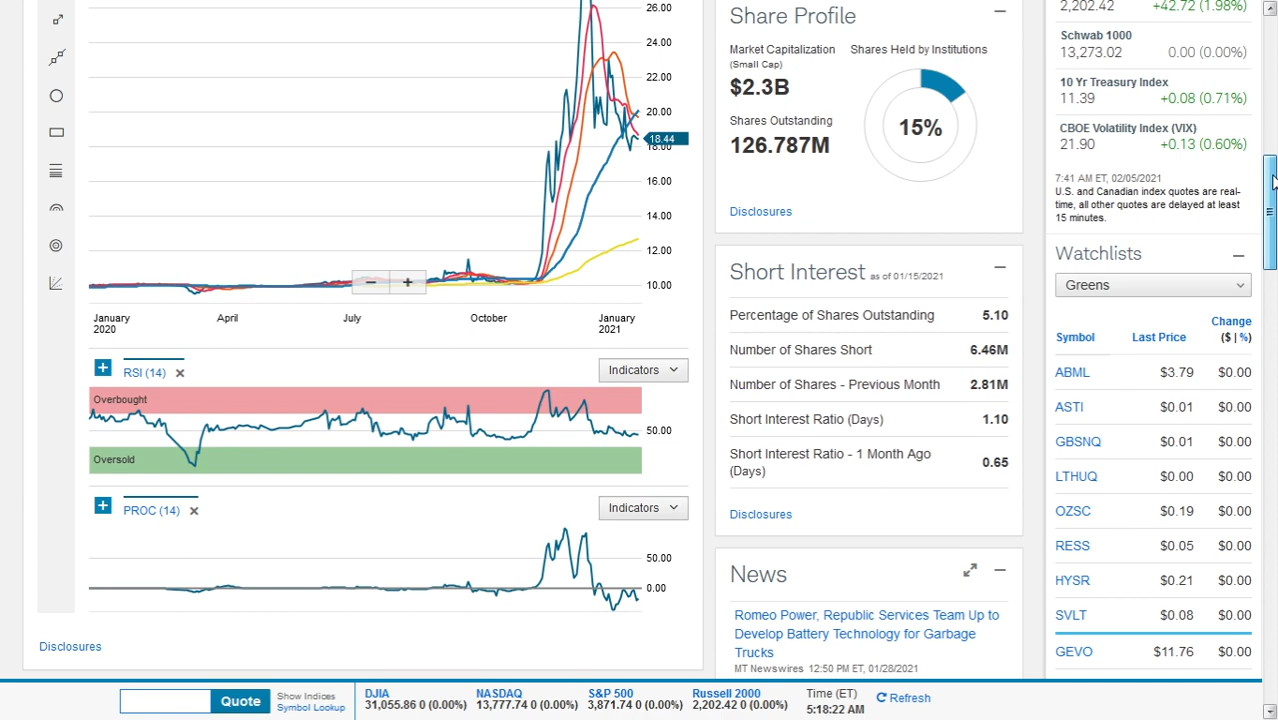 26.00
24.00
22.00
20.00
18.44
18.00
16.00
14.00
12.00
10.00
−
+
January
2020
April
July
October
January
2021
RSI (14) ×
Indicators
Overbought
50.00
Oversold
PROC (14) ×
Indicators
50.00
0.00
Disclosures
Share Profile
Market Capitalization
(Small Cap)
$2.3B
Shares Outstanding
126.787M
Shares Held by Institutions
15%
Disclosures
Short Interest as of 01/15/2021
Percentage of Shares Outstanding 5.10
Number of Shares Short 6.46M
Number of Shares - Previous Month 2.81M
Short Interest Ratio (Days) 1.10
Short Interest Ratio - 1 Month Ago
(Days) 0.65
Disclosures
News
Romeo Power, Republic Services Team Up to
Develop Battery Technology for Garbage
Trucks
MT Newswires 12:50 PM ET, 01/28/2021
2,202.42 +42.72 (1.98%)
Schwab 1000
13,273.02 0.00 (0.00%)
10 Yr Treasury Index
11.39 +0.08 (0.71%)
CBOE Volatility Index (VIX)
21.90 +0.13 (0.60%)
7:41 AM ET, 02/05/2021
U.S. and Canadian index quotes are real-
time, all other quotes are delayed at least
15 minutes.
Watchlists
Greens
Symbol Last Price Change
($ | %)
ABML $3.79 $0.00
ASTI $0.01 $0.00
GBSNQ $0.01 $0.00
LTHUQ $0.00 $0.00
OZSC $0.19 $0.00
RESS $0.05 $0.00
HYSR $0.21 $0.00
SVLT $0.08 $0.00
GEVO $11.76 $0.00
Quote
Show Indices
Symbol Lookup
DJIA
31,055.86 0 (0.00%)
NASDAQ
13,777.74 0 (0.00%)
S&P 500
3,871.74 0 (0.00%)
Russell 2000
2,202.42 0 (0.00%)
Time (ET)
5:18:22 AM
Refresh